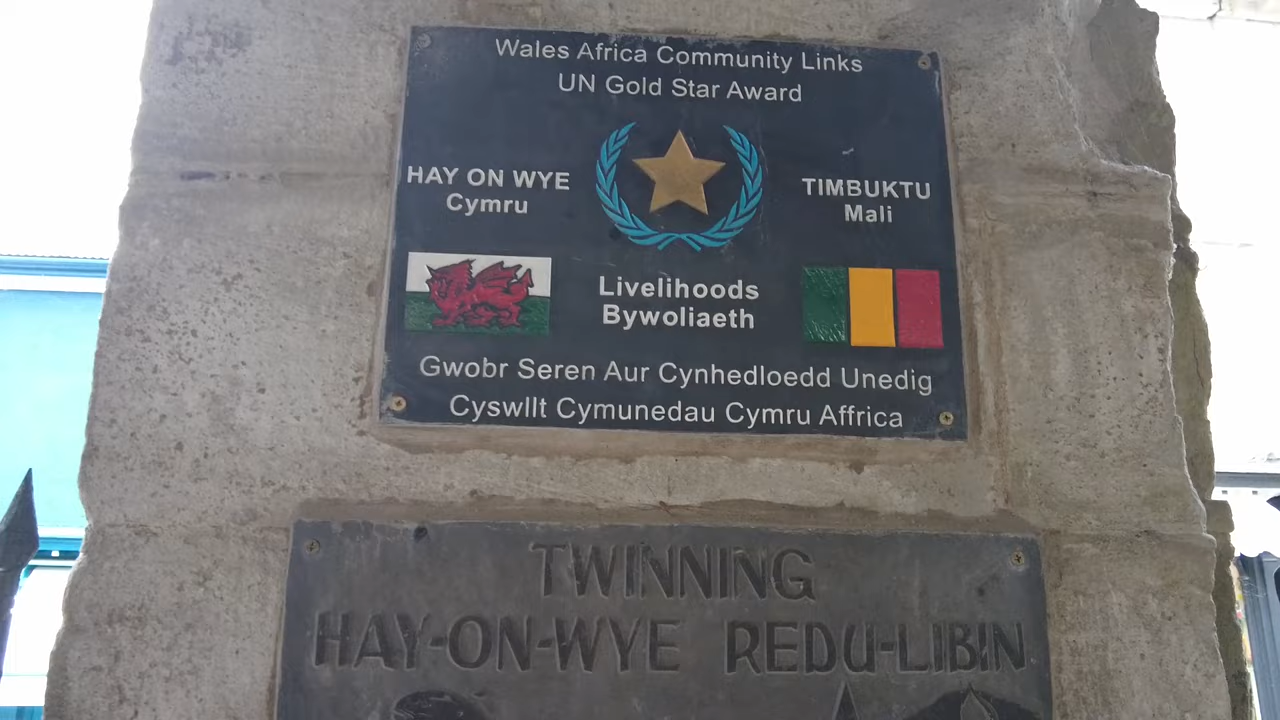 Wales Africa Community Links
UN Gold Star Award
HAY ON WYE
Cymru
TIMBUKTU
Mali
Livelihoods
Bywoliaeth
Gwobr Seren Aur Cynhedloedd Unedig
Cyswllt Cymunedau Cymru Affrica
TWINNING
HAY-ON-WYE REDU-LIBIN